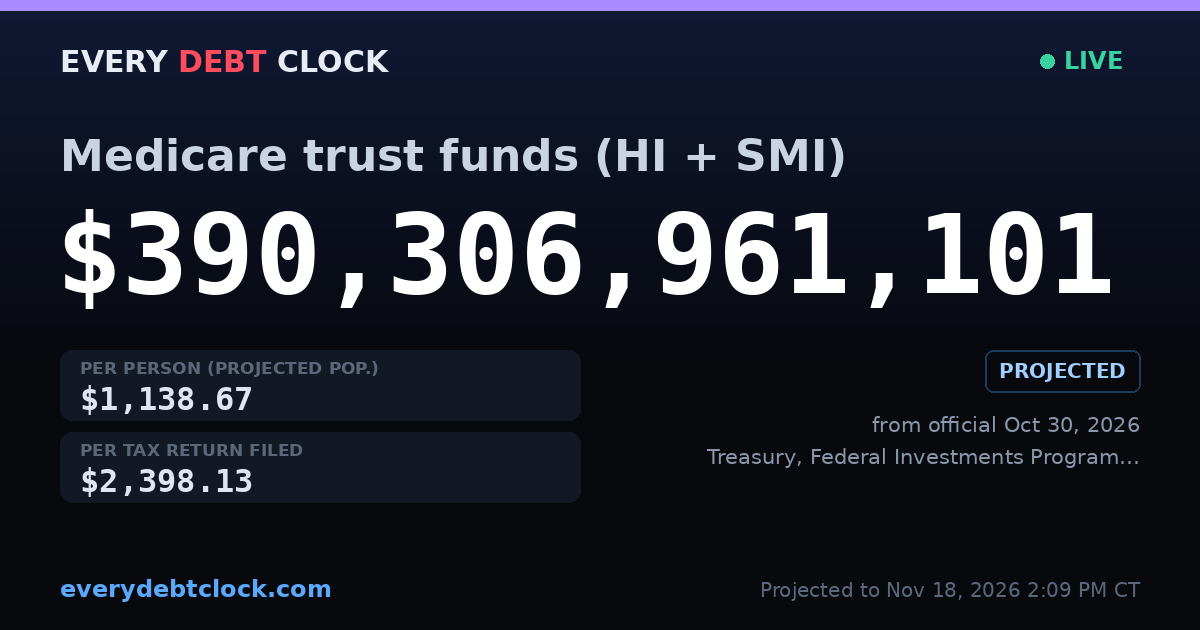 EVERY DEBT CLOCK
LIVE
Medicare trust funds (HI + SMI)
$390,306,961,101
PER PERSON (PROJECTED POP.)
$1,138.67
PER TAX RETURN FILED
$2,398.13
PROJECTED
from official Oct 30, 2026
Treasury, Federal Investments Program…
everydebtclock.com
Projected to Nov 18, 2026 2:09 PM CT